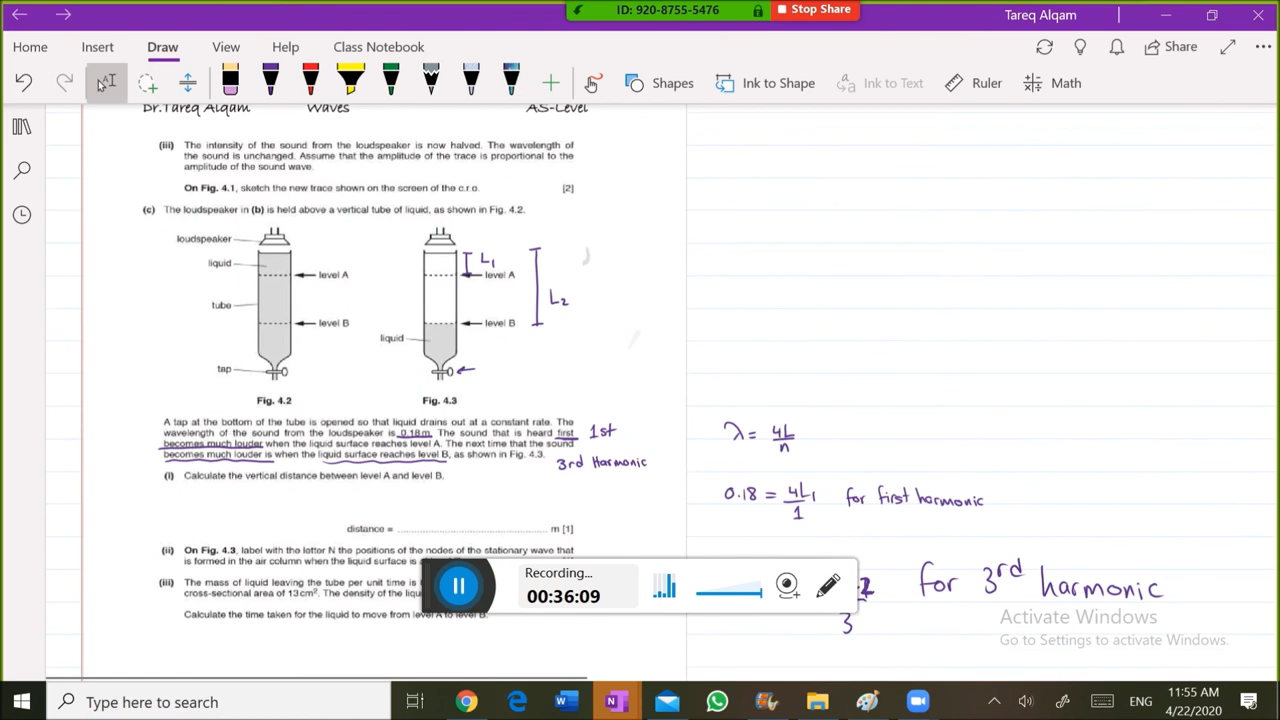 ID: 920-8755-5476
Stop Share
Tareq Alqam
Home
Insert
Draw
View
Help
Class Notebook
Share
Shapes
Ink to Shape
Ink to Text
Ruler
Math
Dr.Tareq Alqam Waves AS-Level
(iii) The intensity of the sound from the loudspeaker is now halved. The wavelength of
the sound is unchanged. Assume that the amplitude of the trace is proportional to the
amplitude of the sound wave.
On Fig. 4.1, sketch the new trace shown on the screen of the c.r.o. [2]
(c) The loudspeaker in (b) is held above a vertical tube of liquid, as shown in Fig. 4.2.
loudspeaker
liquid
level A
tube
level B
tap
Fig. 4.2
L₁
level A
L₂
level B
liquid
Fig. 4.3
A tap at the bottom of the tube is opened so that liquid drains out at a constant rate. The
wavelength of the sound from the loudspeaker is 0.18m. The sound that is heard first
becomes much louder when the liquid surface reaches level A. The next time that the sound
becomes much louder is when the liquid surface reaches level B, as shown in Fig. 4.3.
1st
3rd Harmonic
(i) Calculate the vertical distance between level A and level B.
distance = ...................................................... m [1]
(ii) On Fig. 4.3, label with the letter N the positions of the nodes of the stationary wave that
is formed in the air column when the liquid surface is
(iii) The mass of liquid leaving the tube per unit time is
cross-sectional area of 13cm². The density of the liq
Calculate the time taken for the liquid to move from level A to level B.
λ = 4L/n
0.18 = 4L₁/1 for first harmonic
2/3 for 3rd harmonic
Recording...
00:36:09
Activate Windows
Go to Settings to activate Windows.
Type here to search
ENG
11:55 AM
4/22/2020